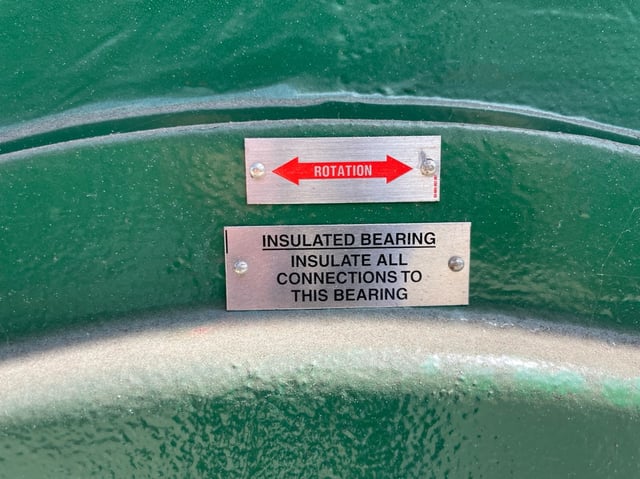 ROTATION
INSULATED BEARING
INSULATE ALL
CONNECTIONS TO
THIS BEARING